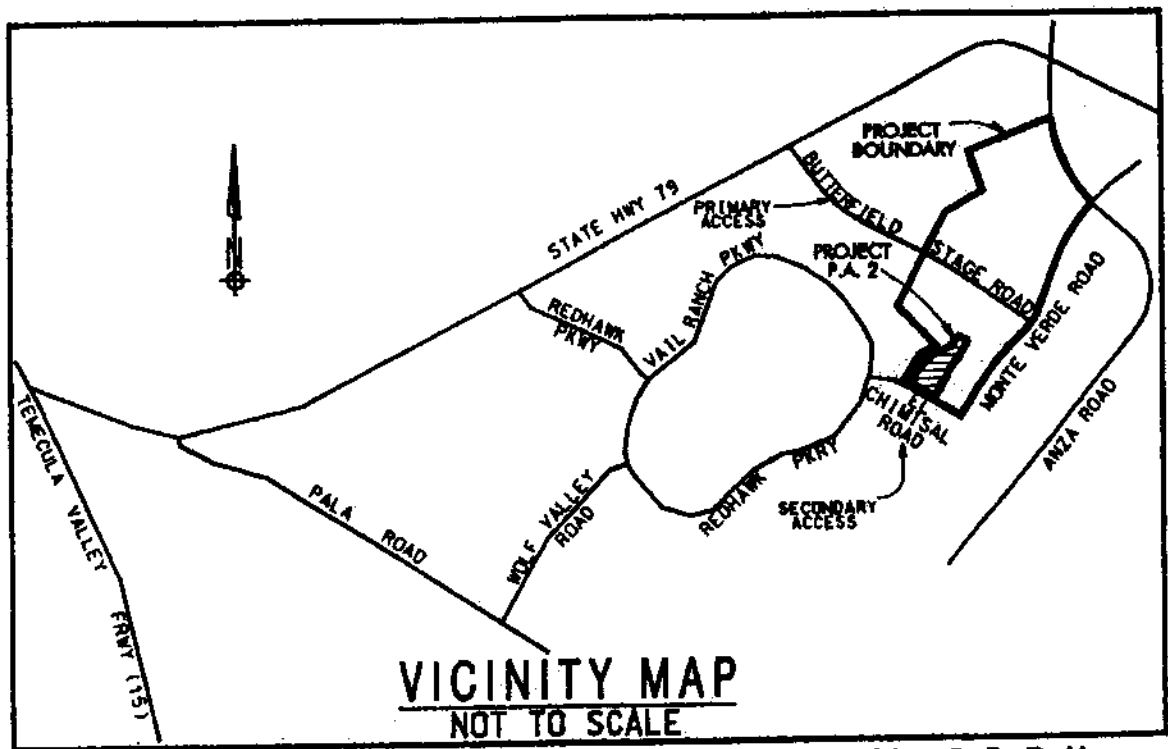 PROJECT
BOUNDARY
STATE HWY 79
BUTTERFIELD STAGE ROAD
PRIMARY
ACCESS
PROJECT
P.A. 2
N
REDHAWK
PKWY
VAIL RANCH PKWY
MONTE VERDE ROAD
CHIMISAL
ROAD
ANZA ROAD
TEMECULA VALLEY FRWY (15)
PALA ROAD
WOLF VALLEY
ROAD
REDHAWK PKWY
SECONDARY
ACCESS
VICINITY MAP
NOT TO SCALE